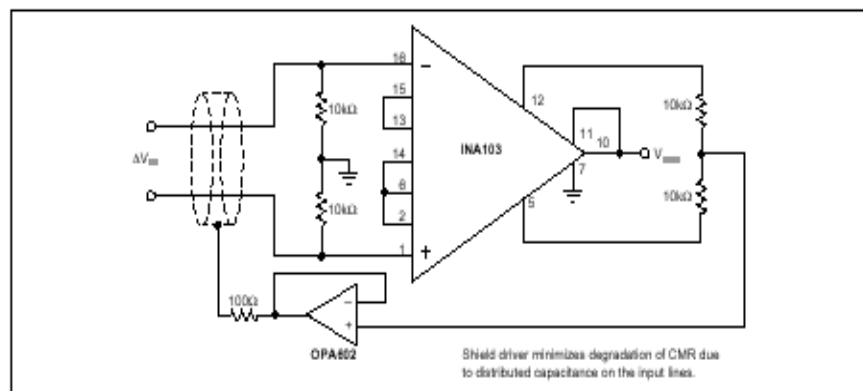 16
15
13
14
6
2
1
−
+
INA103
12
11
10
7
5
10kΩ
10kΩ
10kΩ
10kΩ
100Ω
−
+
OPA602
Shield driver minimizes degradation of CMR due
to distributed capacitance on the input lines.